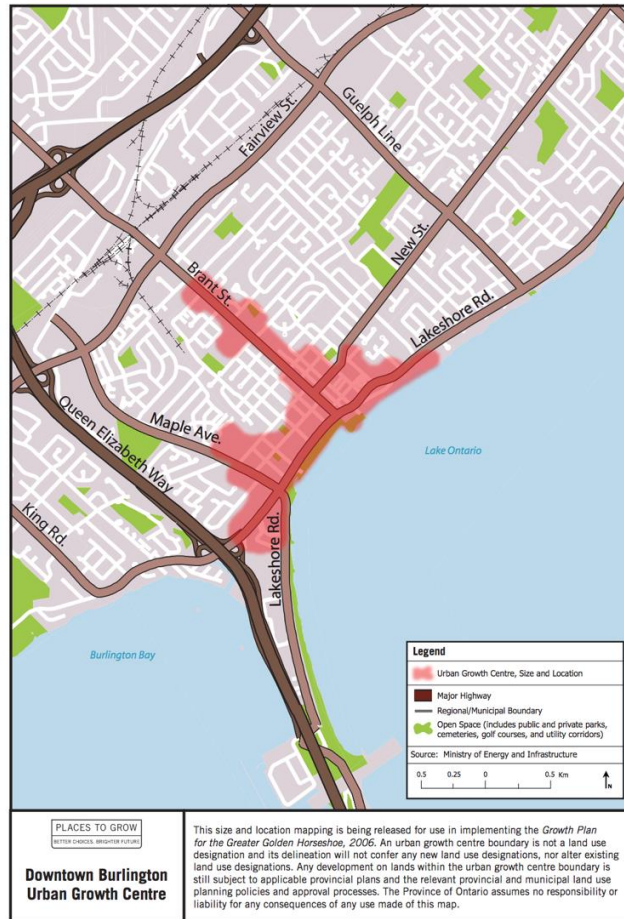 Fairview St.
Guelph Line
Brant St.
New St.
Lakeshore Rd.
Maple Ave.
Queen Elizabeth Way
King Rd.
Lakeshore Rd.
Lake Ontario
Burlington Bay
Legend
Urban Growth Centre, Size and Location
Major Highway
Regional/Municipal Boundary
Open Space (includes public and private parks,
cemeteries, golf courses, and utility corridors)
Source: Ministry of Energy and Infrastructure
0.5 0.25 0 0.5 Km
N
PLACES TO GROW
BETTER CHOICES. BRIGHTER FUTURE.
Downtown Burlington
Urban Growth Centre
This size and location mapping is being released for use in implementing the Growth Plan
for the Greater Golden Horseshoe, 2006. An urban growth centre boundary is not a land use
designation and its delineation will not confer any new land use designations, nor alter existing
land use designations. Any development on lands within the urban growth centre boundary is
still subject to applicable provincial plans and the relevant provincial and municipal land use
planning policies and approval processes. The Province of Ontario assumes no responsibility or
liability for any consequences of any use made of this map.